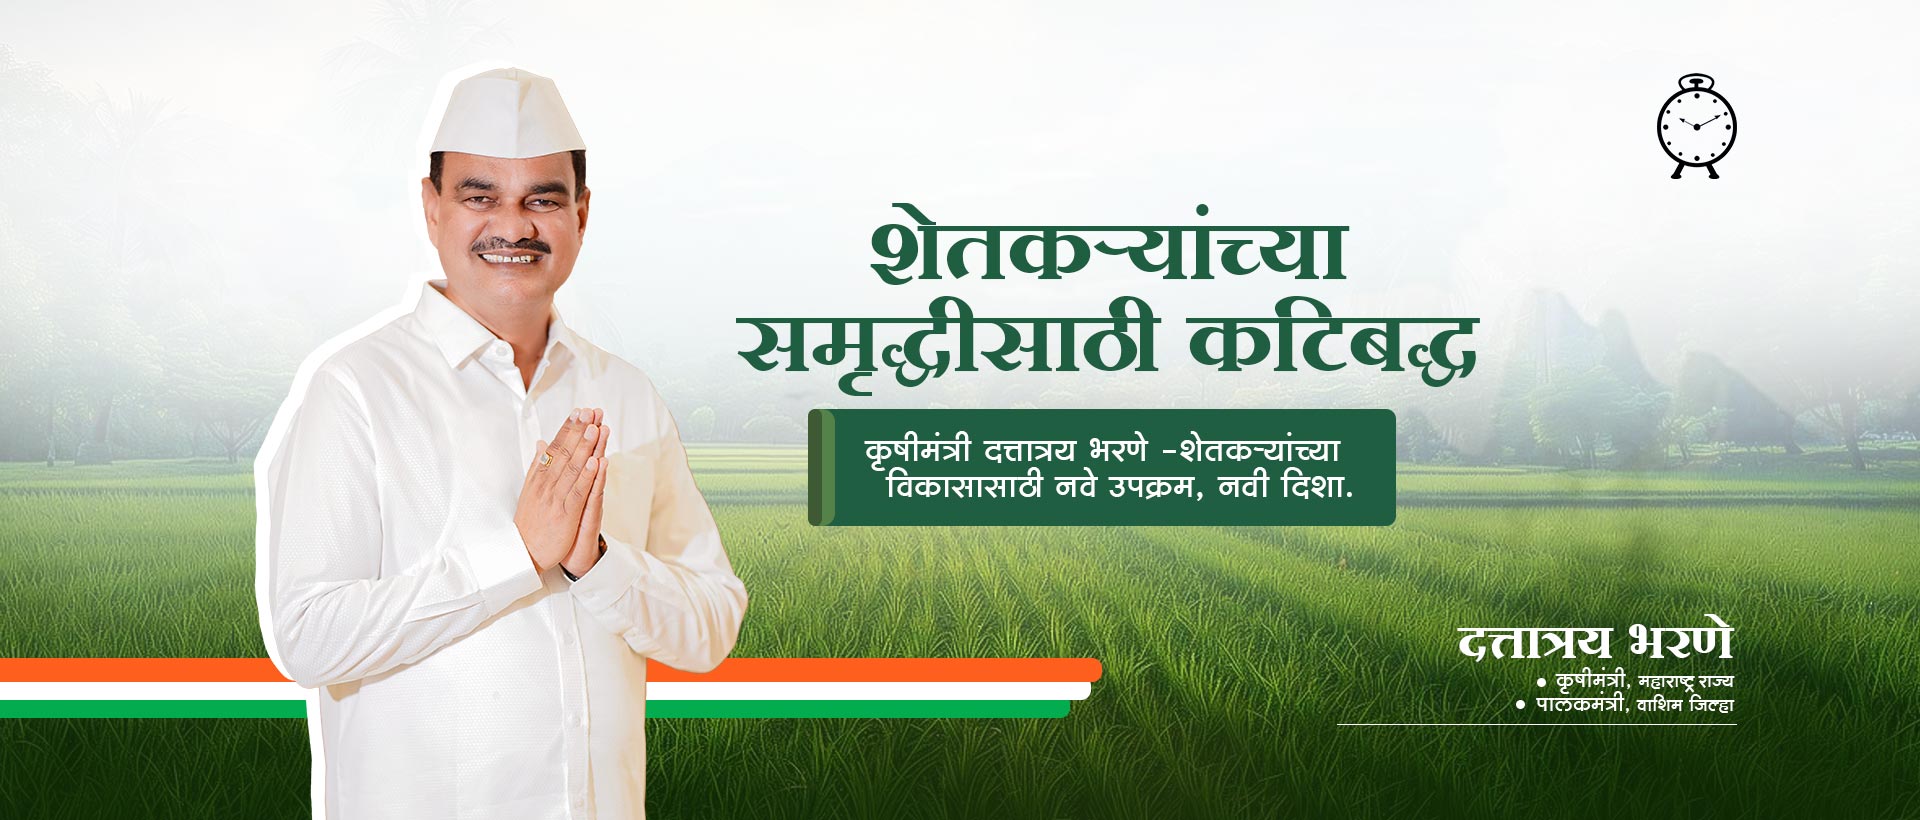 शेतकऱ्यांच्या
समृद्धीसाठी कटिबद्ध
कृषीमंत्री दत्तात्रय भरणे -शेतकऱ्यांच्या
विकासासाठी नवे उपक्रम, नवी दिशा.
दत्तात्रय भरणे
• कृषीमंत्री, महाराष्ट्र राज्य
• पालकमंत्री, वाशिम जिल्हा